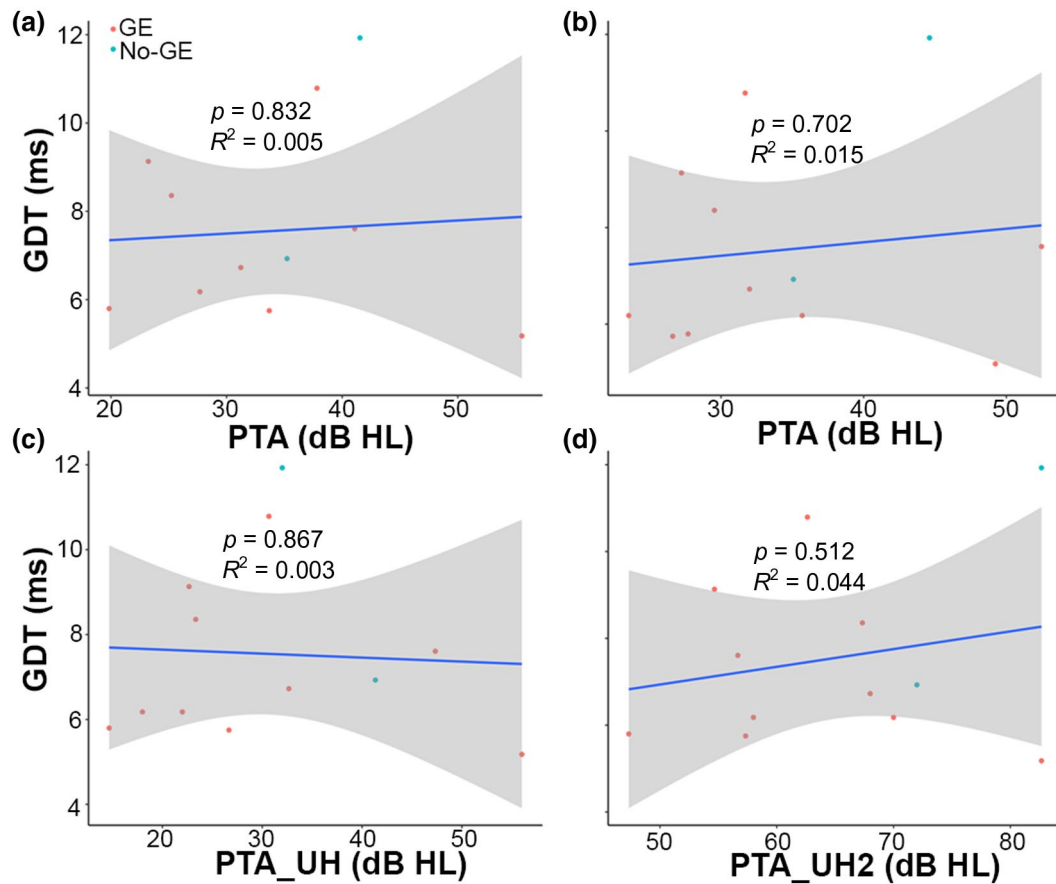 (a)
GE
No-GE
p = 0.832
R² = 0.005
GDT (ms)
12
10
8
6
4
20 30 40 50
PTA (dB HL)
(b)
p = 0.702
R² = 0.015
30 40 50
PTA (dB HL)
(c)
p = 0.867
R² = 0.003
GDT (ms)
12
10
8
6
4
20 30 40 50
PTA_UH (dB HL)
(d)
p = 0.512
R² = 0.044
50 60 70 80
PTA_UH2 (dB HL)